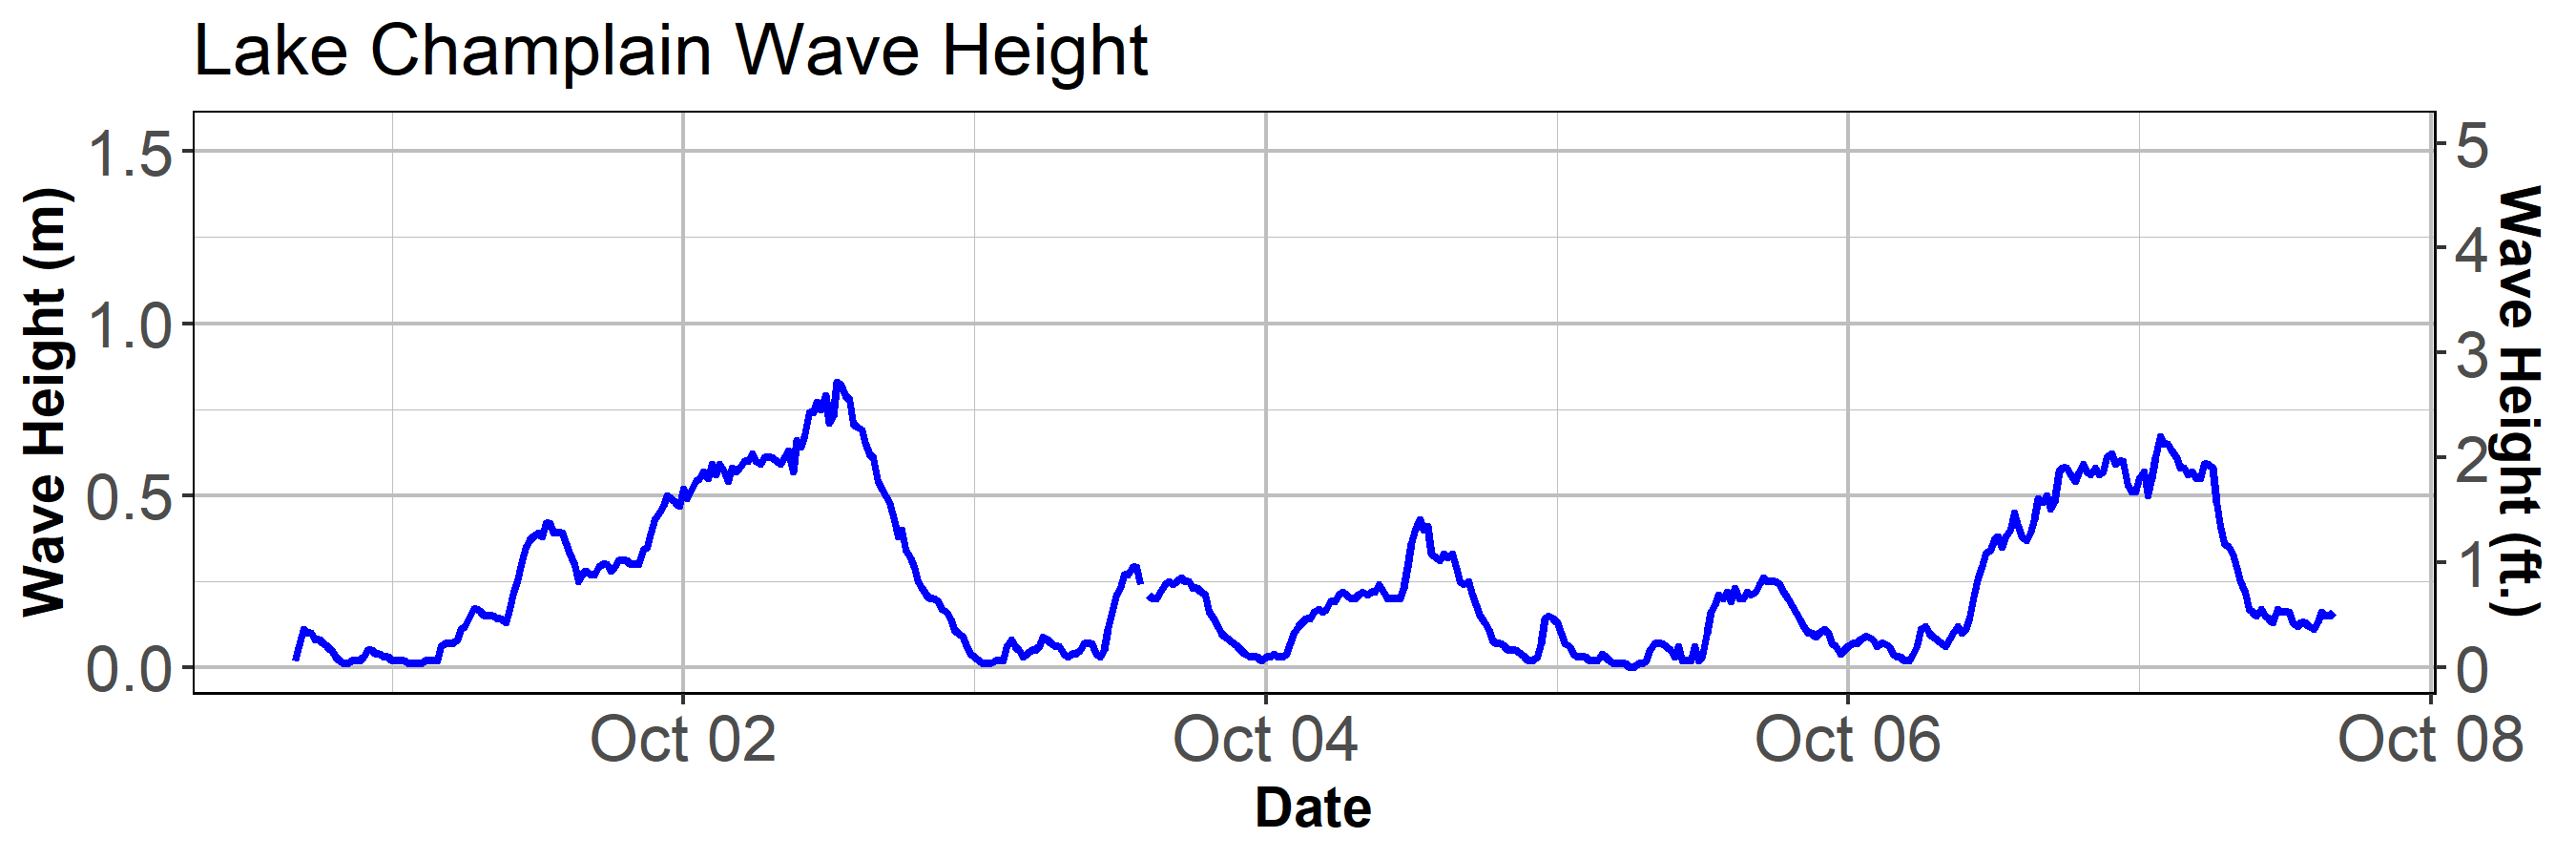 Lake Champlain Wave Height
Wave Height (m)
1.5
1.0
0.5
0.0
5
4
3
2
1
0
Wave Height (ft.)
Oct 02
Oct 04
Oct 06
Oct 08
Date